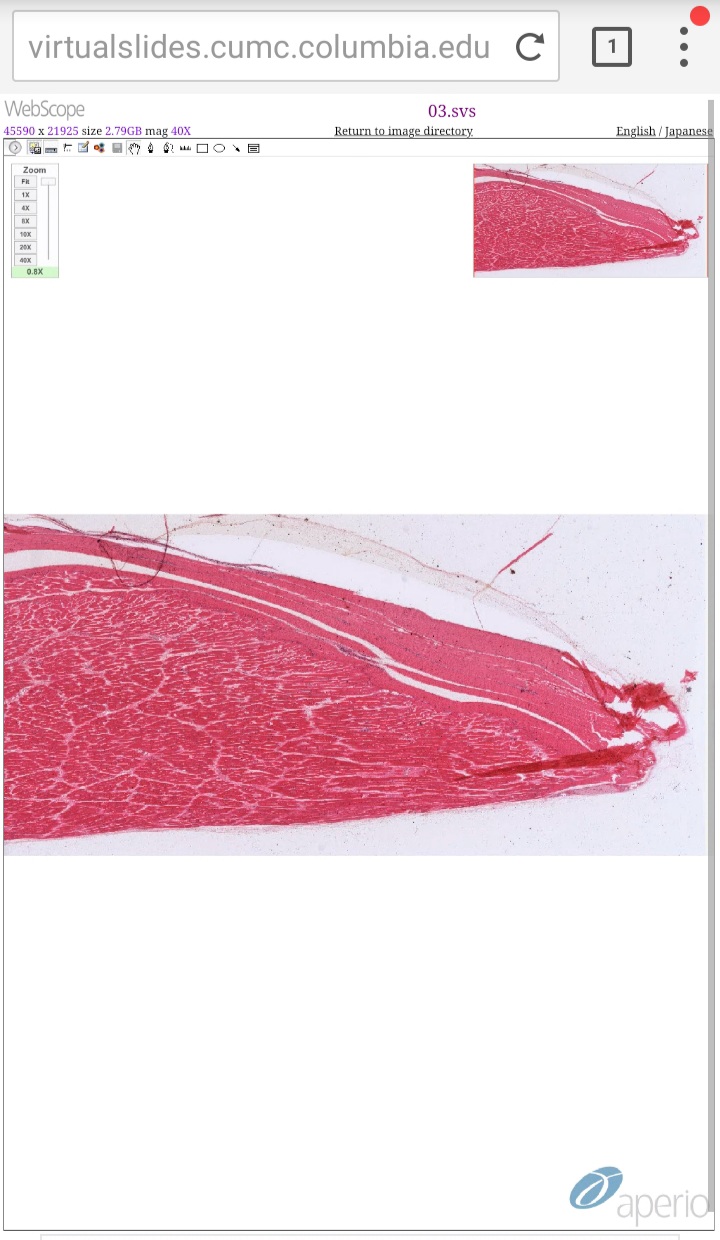 virtualslides.cumc.columbia.edu
1
WebScope
03.svs
45590 x 21925 size 2.79GB mag 40X
Return to image directory
English / Japanese
Zoom
Fit
1X
4X
8X
10X
20X
40X
0.8X
aperio